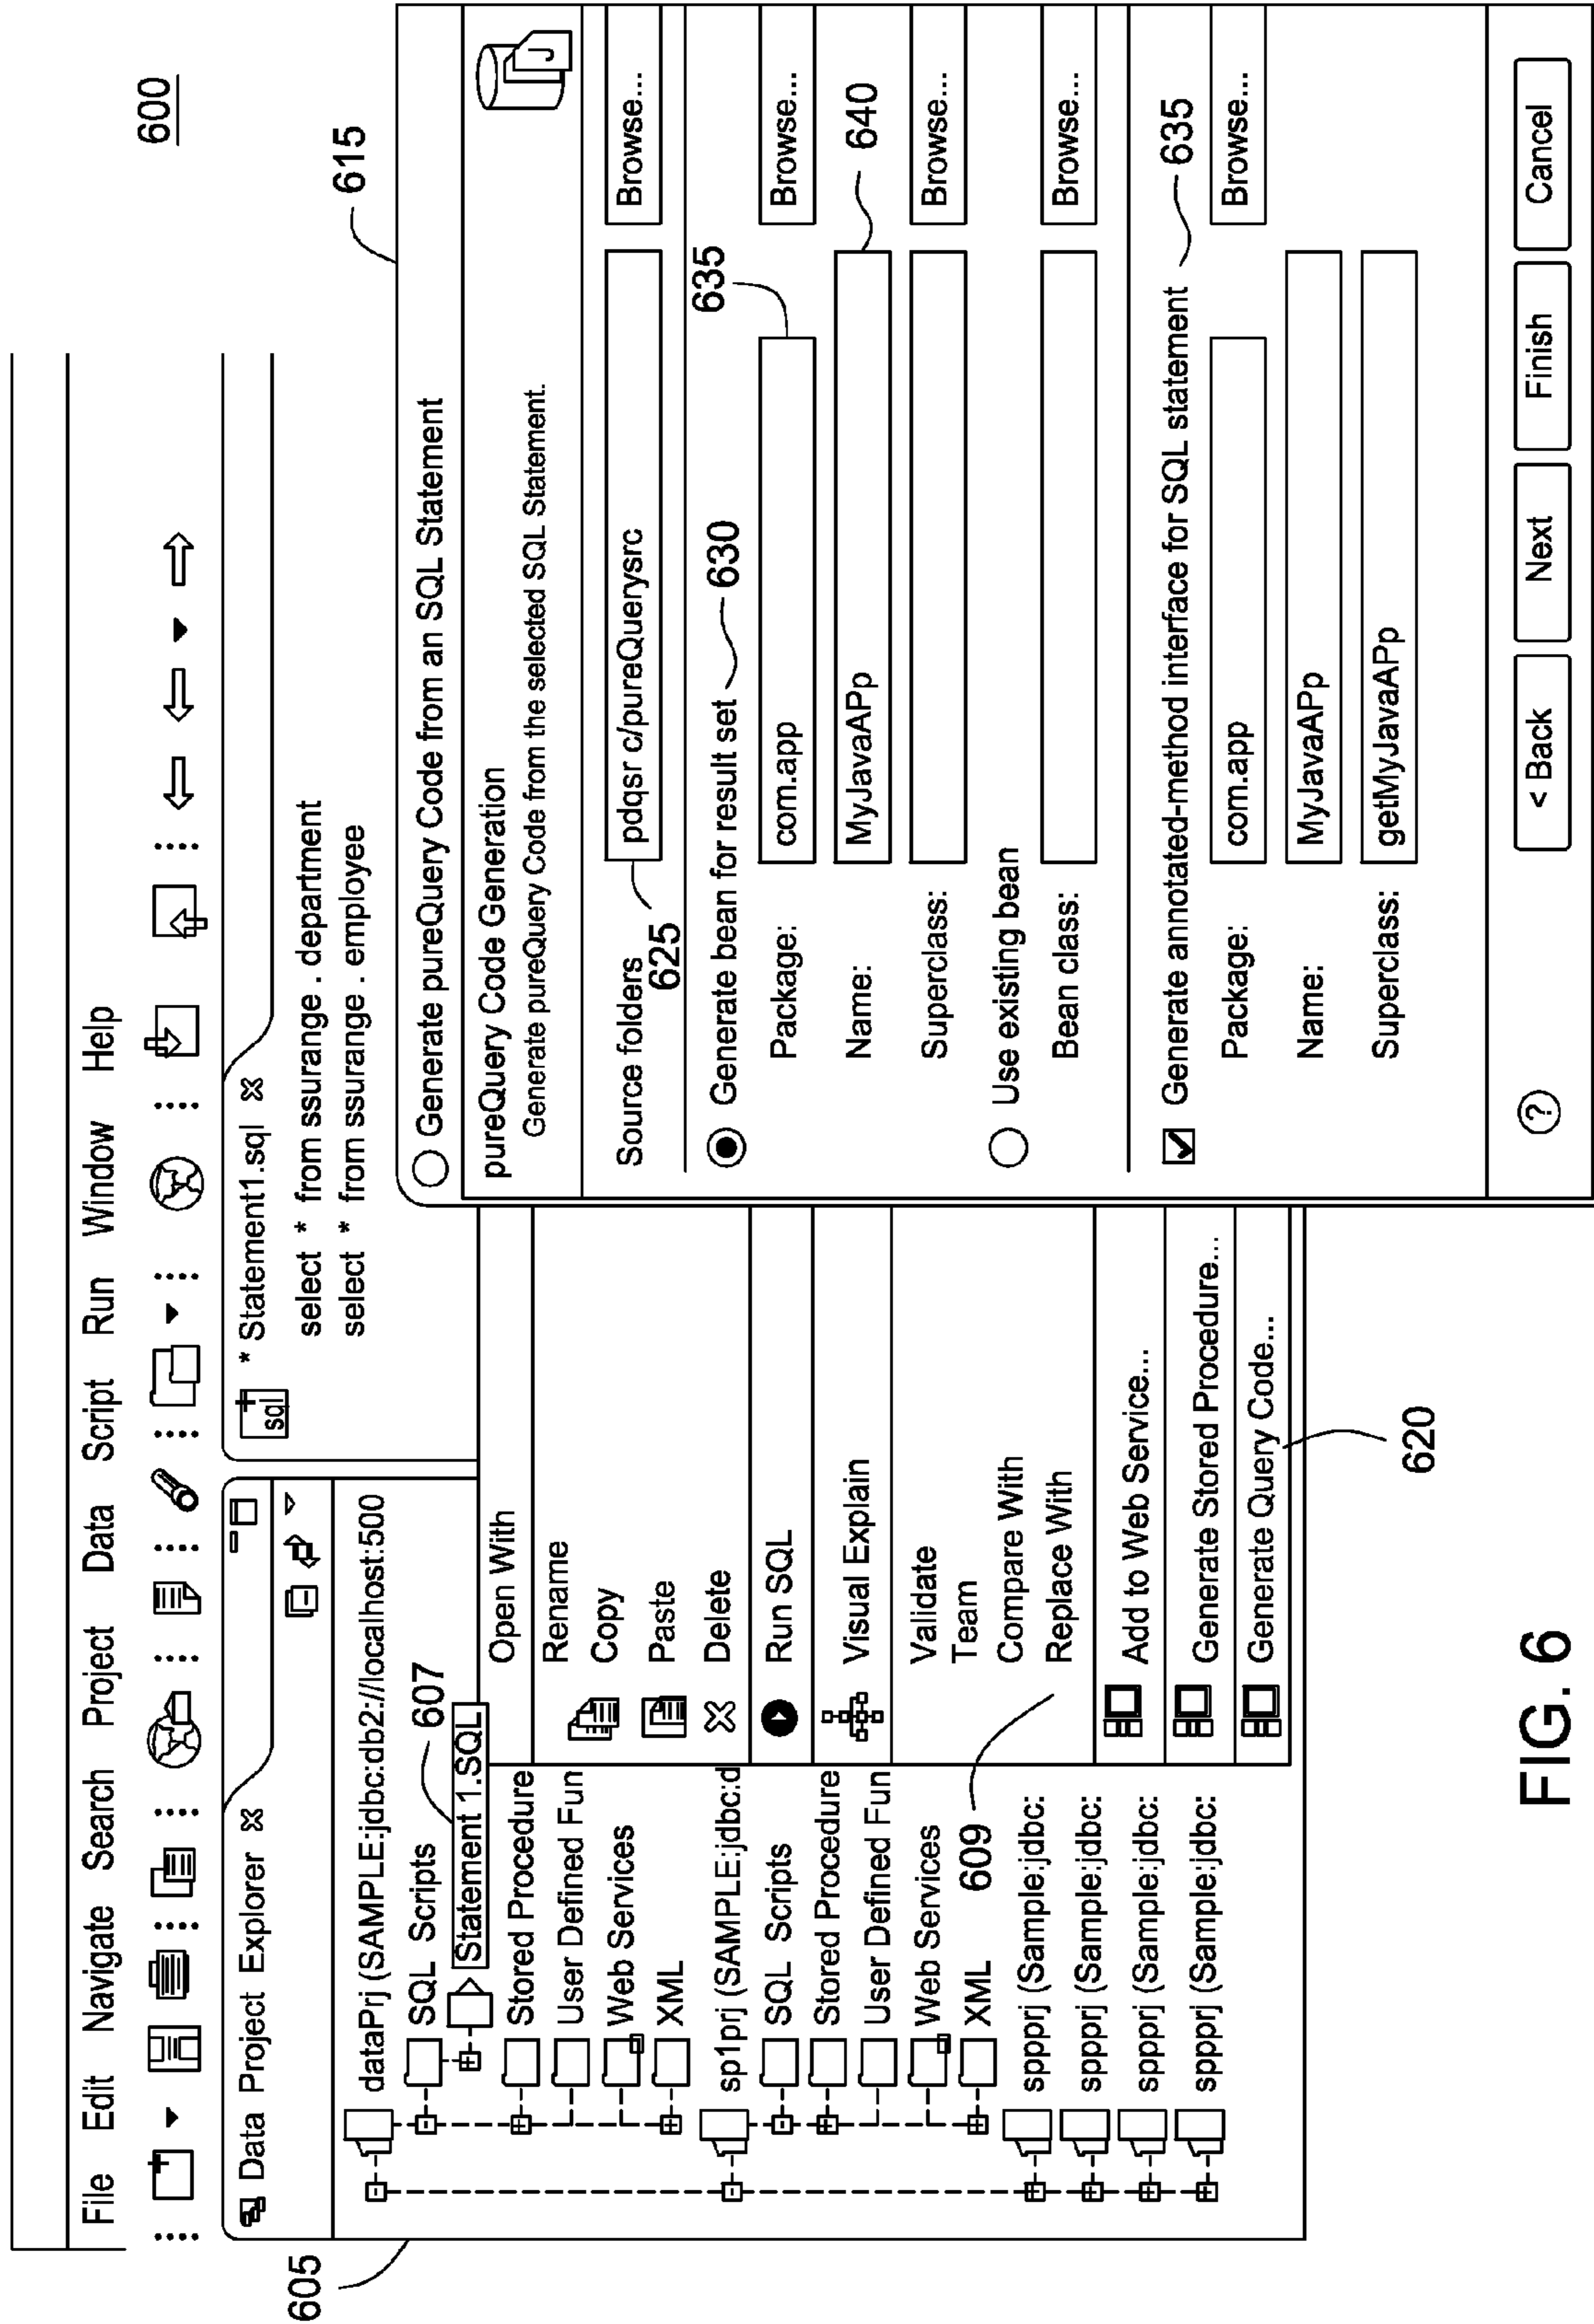 600
File Edit Navigate Search Project Data Script Run Window Help
Data Project Explorer
sql * Statement1.sql
select * from ssurange . department
select * from ssurange . employee
605
dataPrj (SAMPLE:jdbc:db2://localhost:500
SQL Scripts
607
Statement 1.SQL
Stored Procedure
User Defined Fun
Web Services
XML
sp1prj (SAMPLE:jdbc:d
SQL Scripts
Stored Procedure
User Defined Fun
Web Services
XML
609
sppprj (Sample:jdbc:
sppprj (Sample:jdbc:
sppprj (Sample:jdbc:
sppprj (Sample:jdbc:
Open With
Rename
Copy
Paste
Delete
Run SQL
Visual Explain
Validate
Team
Compare With
Replace With
Add to Web Service...
Generate Stored Procedure...
Generate Query Code...
620
615
Generate pureQuery Code from an SQL Statement
pureQuery Code Generation
Generate pureQuery Code from the selected SQL Statement.
J
Source folders pdqsr c/pureQuerysrc Browse...
625
635
Generate bean for result set 630
Package: com.app Browse...
Name: MyJavaAPp 640
Superclass: Browse...
Use existing bean
Bean class: Browse...
Generate annotated-method interface for SQL statement 635
Package: com.app Browse...
Name: MyJavaAPp
Superclass: getMyJavaAPp
? < Back Next Finish Cancel
FIG. 6